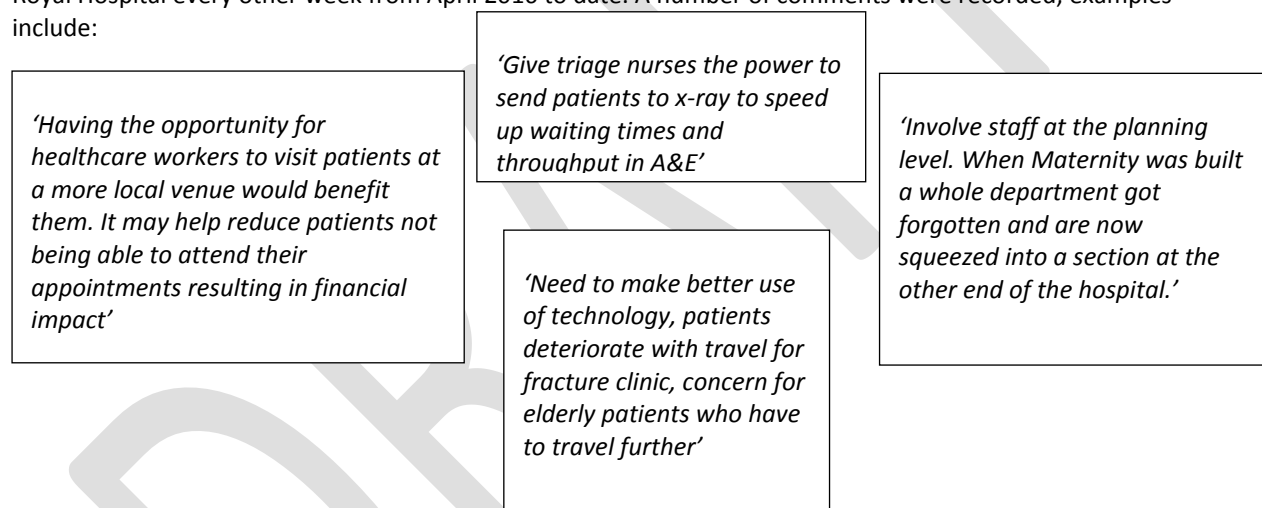 Royal Hospital every other week from April to date. A number of comments were recorded, examples
include:
‘Having the opportunity for
healthcare workers to visit patients at
a more local venue would benefit
them. It may help reduce patients not
being able to attend their
appointments resulting in financial
impact’
‘Give triage nurses the power to
send patients to x-ray to speed
up waiting times and
throughput in A&E’
‘Need to make better use
of technology, patients
deteriorate with travel for
fracture clinic, concern for
elderly patients who have
to travel further’
‘Involve staff at the planning
level. When Maternity was built
a whole department got
forgotten and are now
squeezed into a section at the
other end of the hospital.’